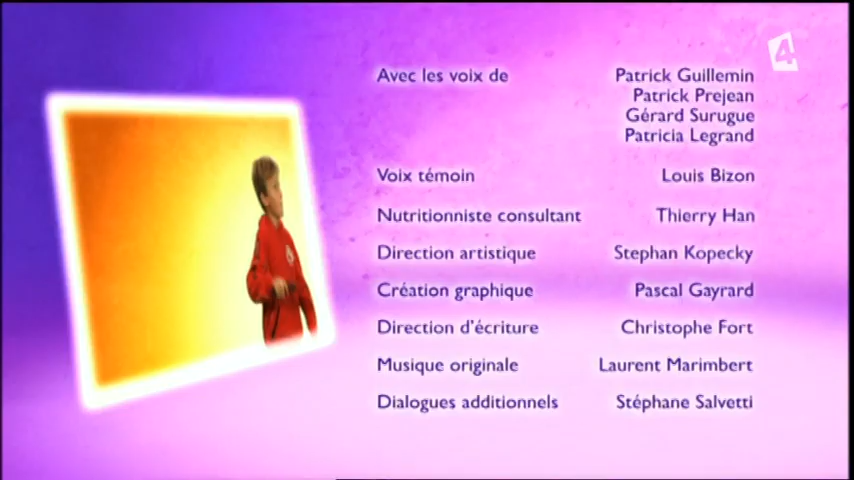 4
Avec les voix de Patrick Guillemin
Patrick Prejean
Gérard Surugue
Patricia Legrand
Voix témoin Louis Bizon
Nutritionniste consultant Thierry Han
Direction artistique Stephan Kopecky
Création graphique Pascal Gayrard
Direction d'écriture Christophe Fort
Musique originale Laurent Marimbert
Dialogues additionnels Stéphane Salvetti